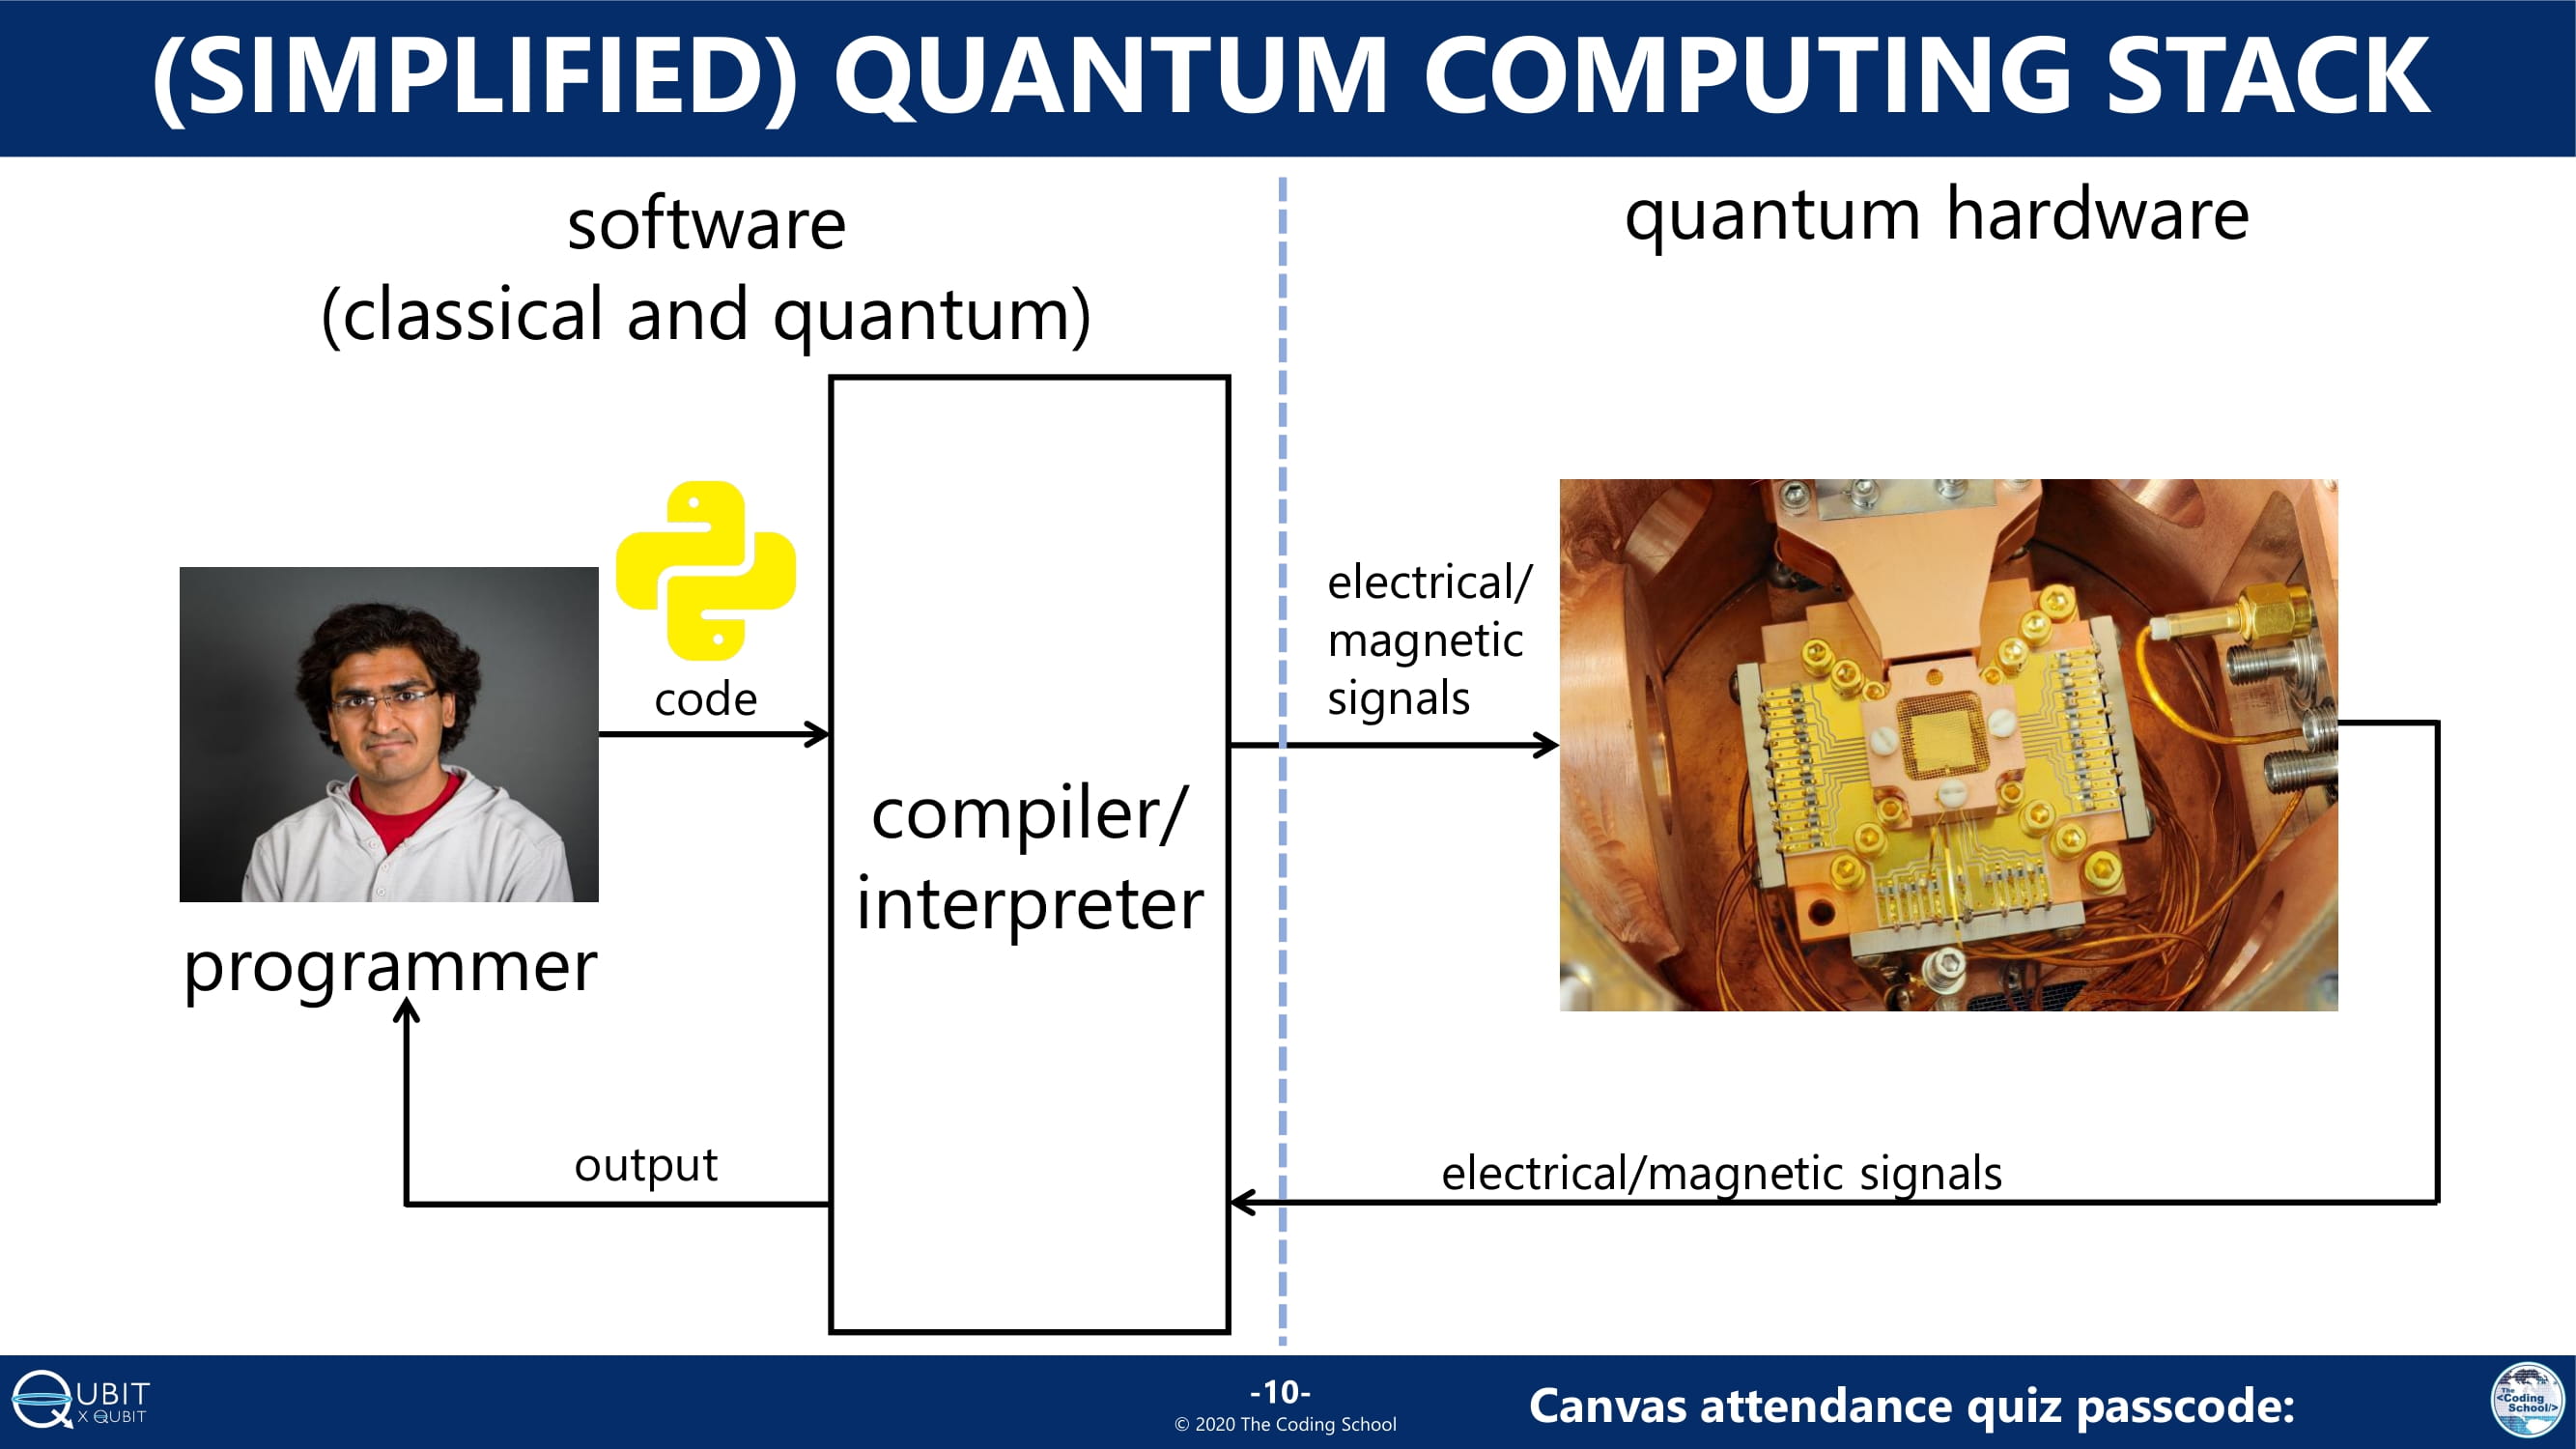 (SIMPLIFIED) QUANTUM COMPUTING STACK
software
(classical and quantum)
quantum hardware
code
electrical/
magnetic
signals
compiler/
interpreter
programmer
output
electrical/magnetic signals
QUBIT
X QUBIT
-10-
© 2020 The Coding School
Canvas attendance quiz passcode:
The
<Coding
School/>